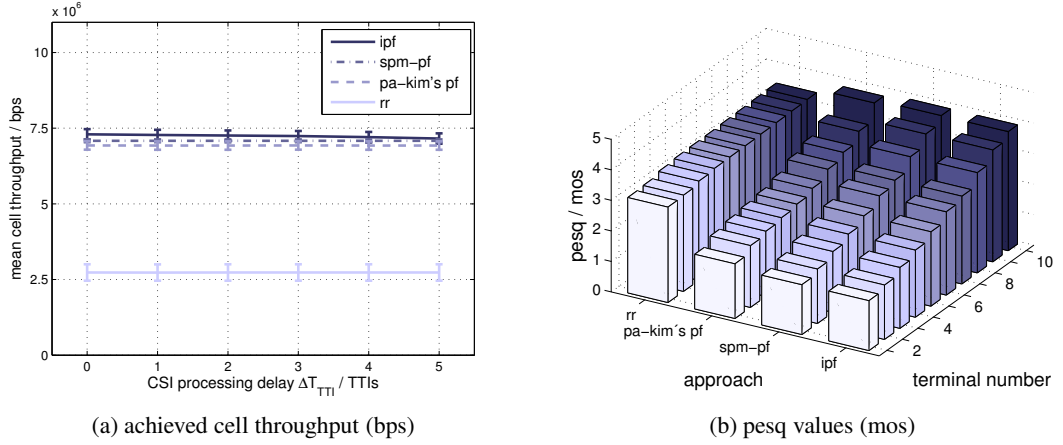 x 10⁶
10
7.5
5
2.5
0
mean cell throughput / bps
ipf
spm−pf
pa−kim's pf
rr
0 1 2 3 4 5
CSI processing delay ΔT_TTI / TTIs
(a) achieved cell throughput (bps)
5
4
3
2
1
0
pesq / mos
rr
pa−kim´s pf
spm−pf
ipf
approach
2
4
6
8
10
terminal number
(b) pesq values (mos)